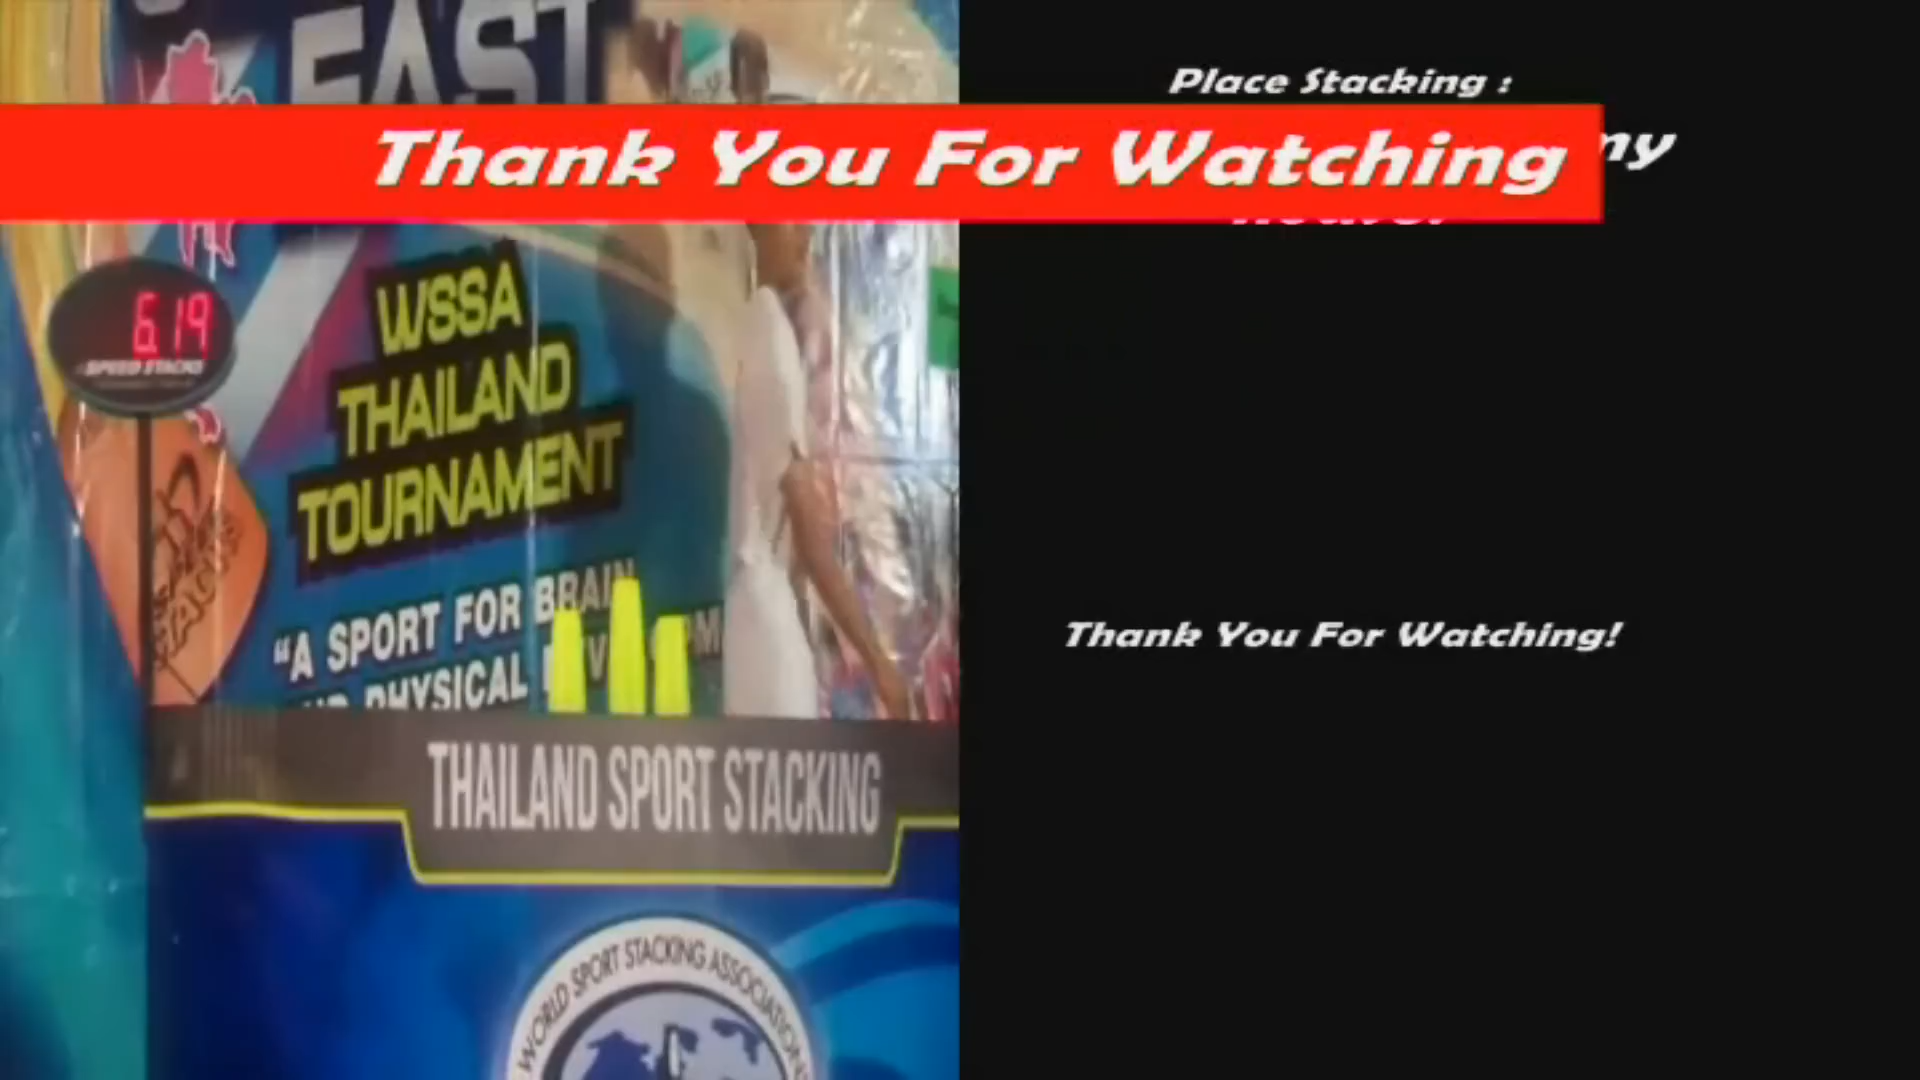 EAST
Place Stacking :
Thank You For Watching
ny
6.19
SPEED STACKS
WSSA
THAILAND
TOURNAMENT
"A SPORT FOR BRAIN
PHYSICAL
Thank You For Watching!
THAILAND SPORT STACKING
WORLD SPORT STACKING ASSOCIATION